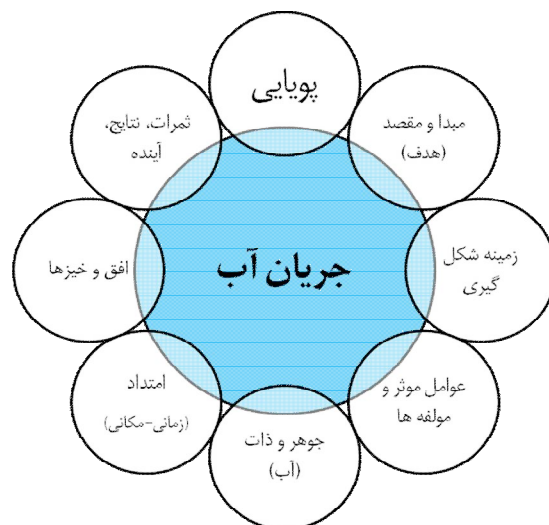 پویایی
مبدا و مقصد
(هدف)
زمینه شکل
گیری
عوامل موثر و
مولفه ها
جوهر و ذات
(آب)
امتداد
(زمانی-مکانی)
افق و خیزها
ثمرات، نتایج،
آینده
جریان آب